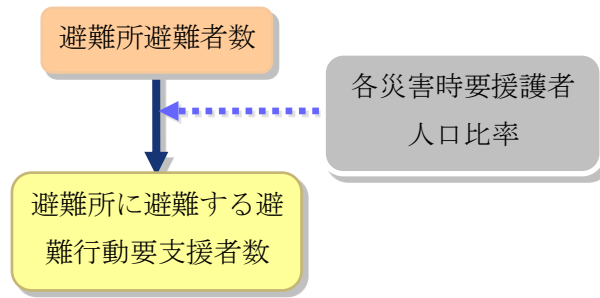 避難所避難者数
各災害時要援護者
人口比率
避難所に避難する避
難行動要支援者数